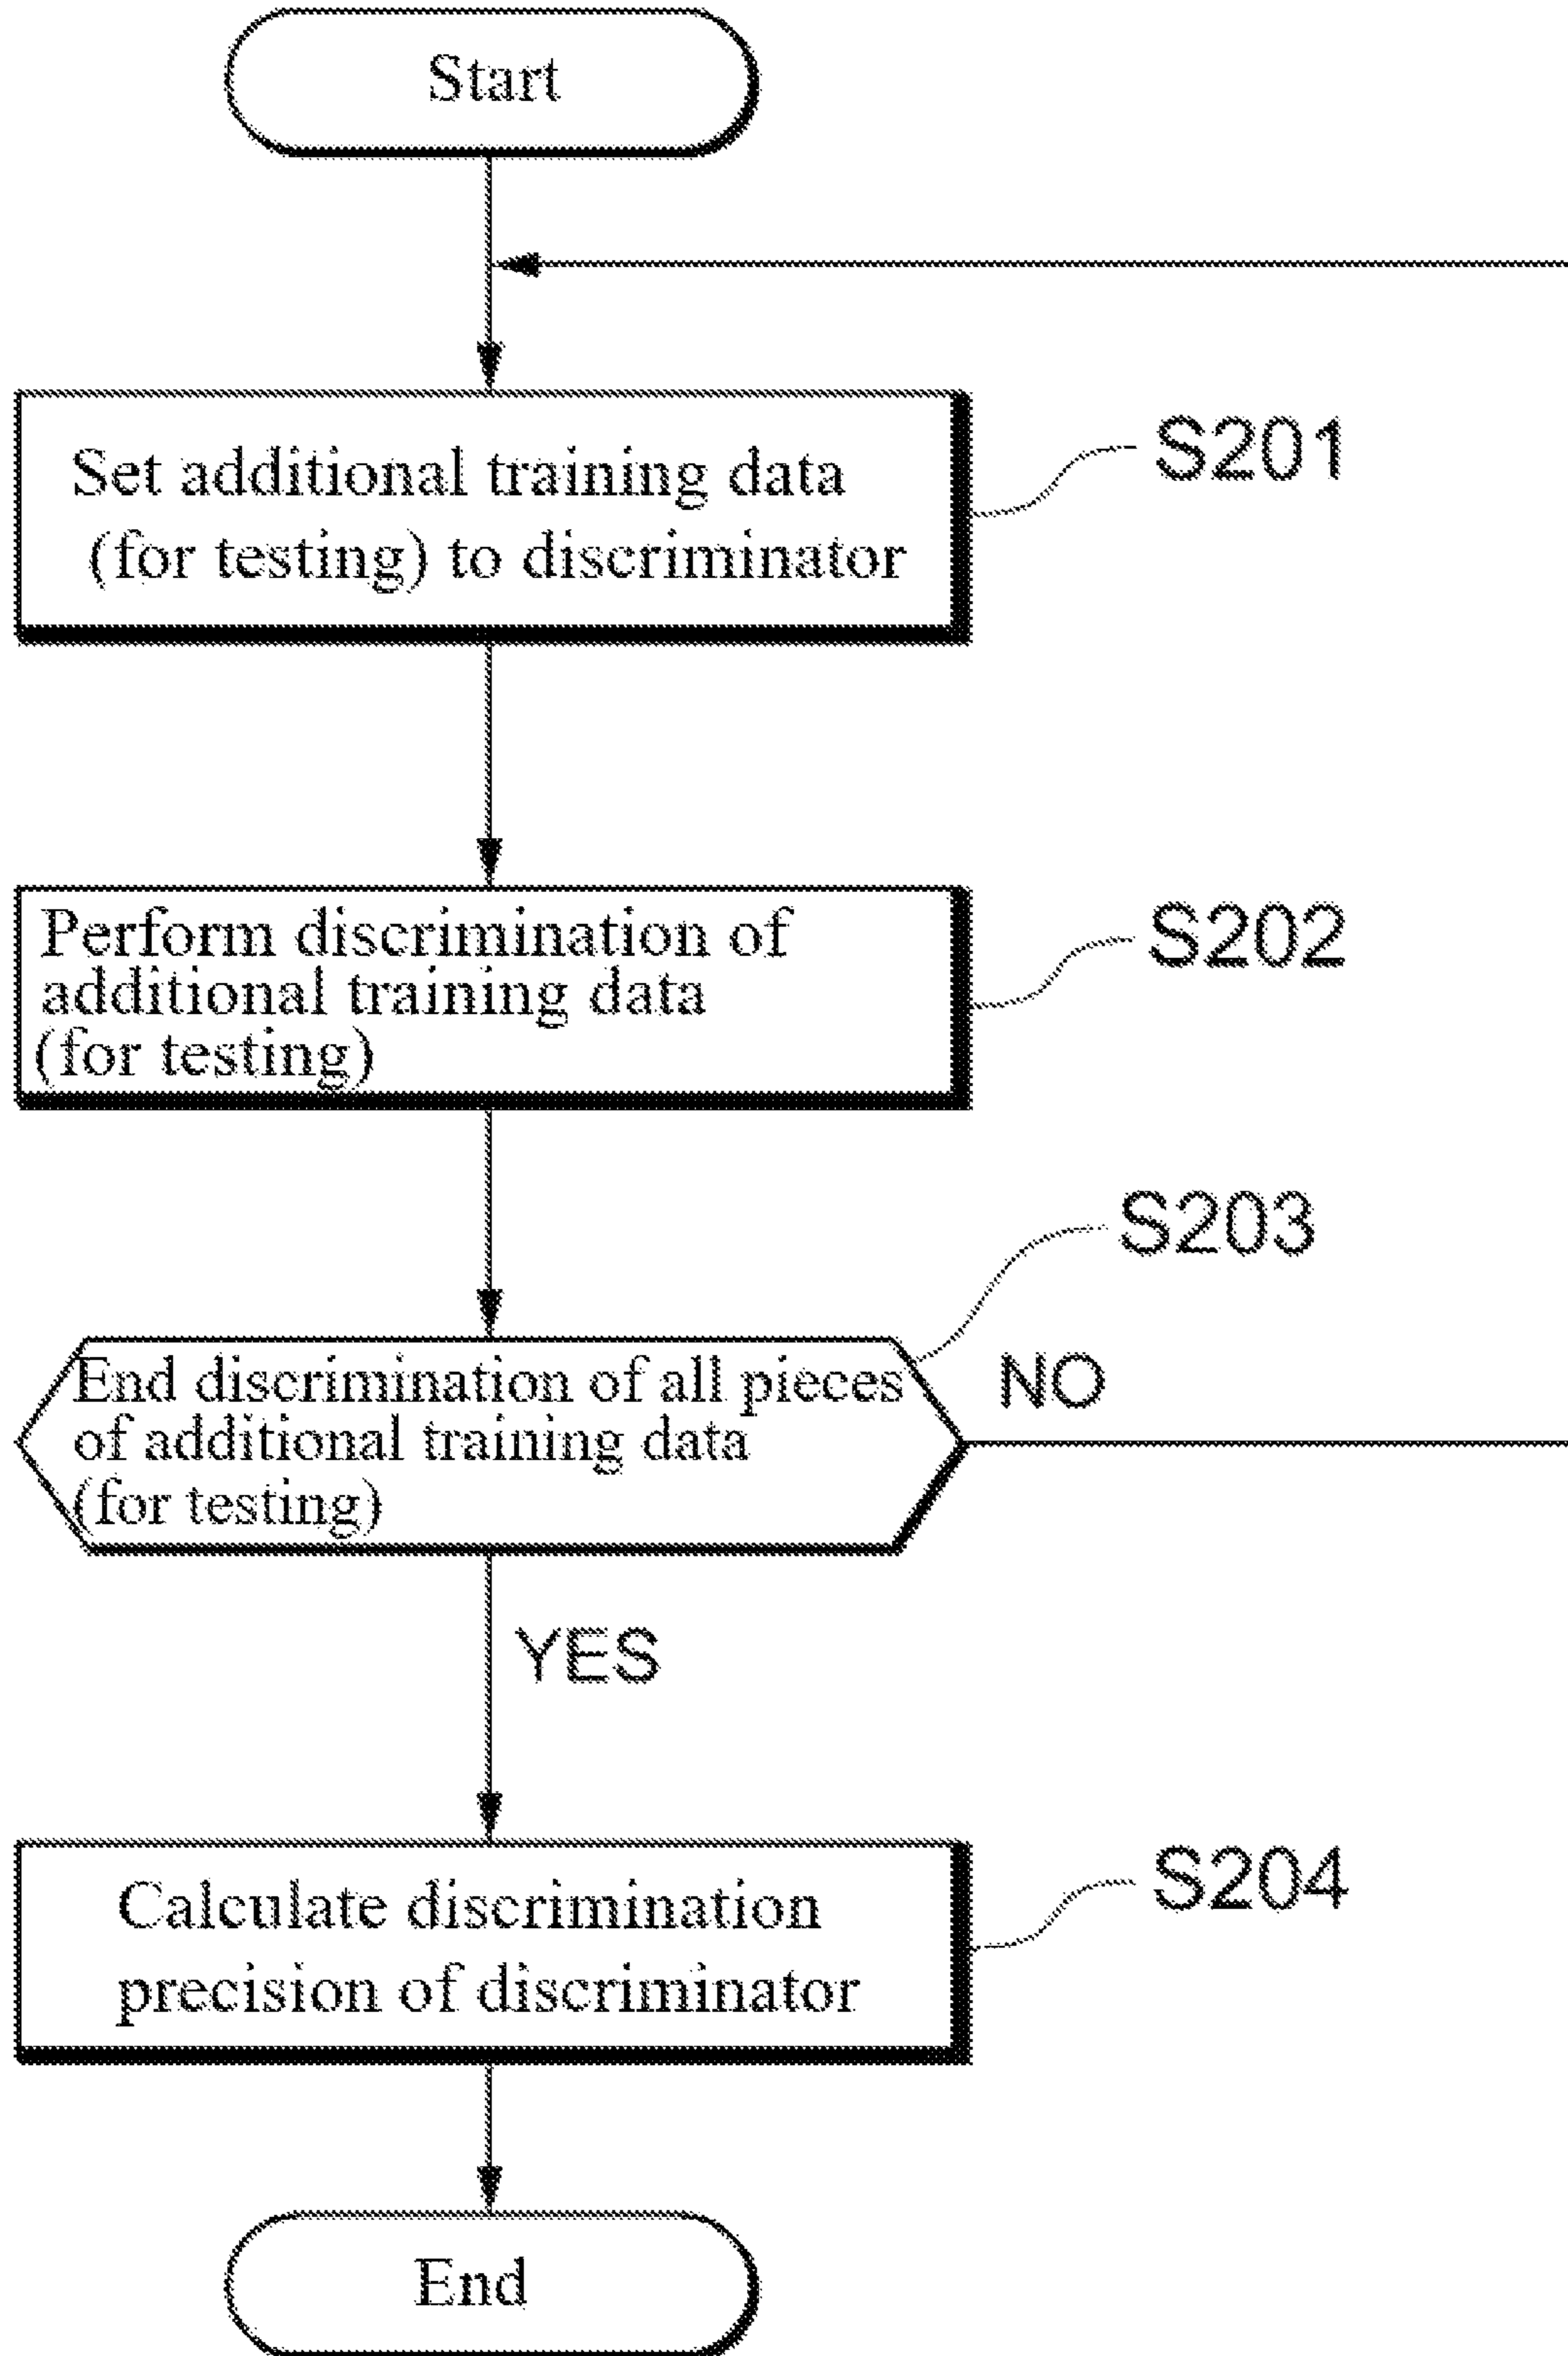 Start
Set additional training data
(for testing) to discriminator
S201
Perform discrimination of
additional training data
(for testing)
S202
S203
End discrimination of all pieces
of additional training data
(for testing)
NO
YES
Calculate discrimination
precision of discriminator
S204
End